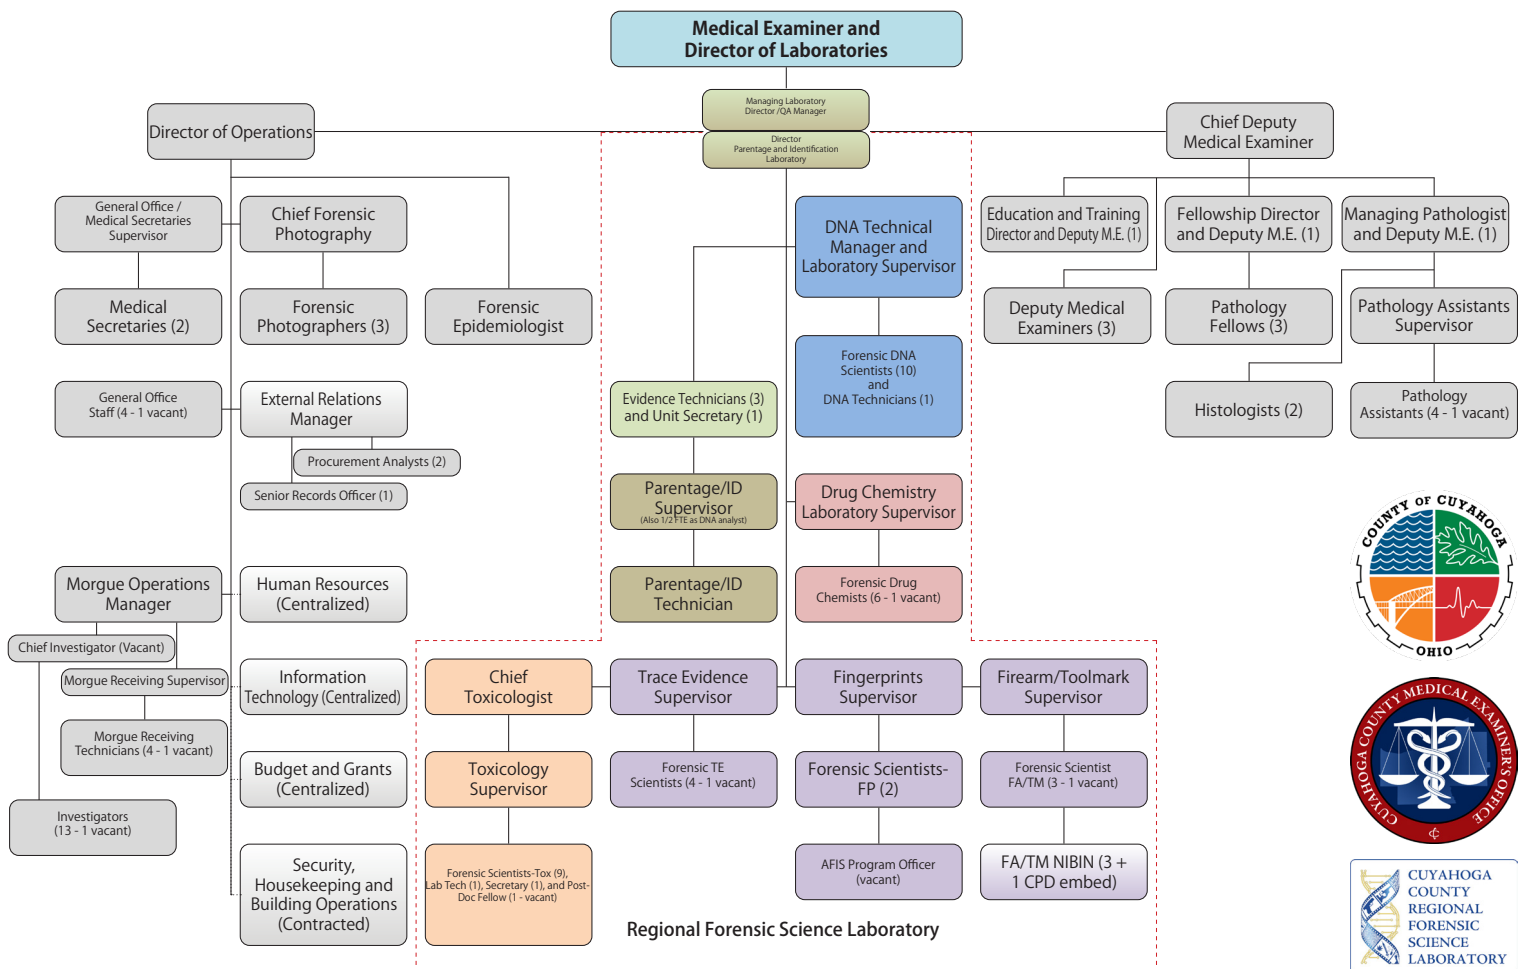 Medical Examiner and
Director of Laboratories
Managing Laboratory
Director /QA Manager
Director
Parentage and Identification
Laboratory
Director of Operations
Chief Deputy
Medical Examiner
General Office /
Medical Secretaries
Supervisor
Chief Forensic
Photography
DNA Technical
Manager and
Laboratory Supervisor
Education and Training
Director and Deputy M.E. (1)
Fellowship Director
and Deputy M.E. (1)
Managing Pathologist
and Deputy M.E. (1)
Medical
Secretaries (2)
Forensic
Photographers (3)
Forensic
Epidemiologist
Deputy Medical
Examiners (3)
Pathology
Fellows (3)
Pathology Assistants
Supervisor
Forensic DNA
Scientists (10)
and
DNA Technicians (1)
General Office
Staff (4 - 1 vacant)
External Relations
Manager
Evidence Technicians (3)
and Unit Secretary (1)
Histologists (2)
Pathology
Assistants (4 - 1 vacant)
Procurement Analysts (2)
Senior Records Officer (1)
Parentage/ID
Supervisor
(Also 1/2 FTE as DNA analyst)
Drug Chemistry
Laboratory Supervisor
Morgue Operations
Manager
Human Resources
(Centralized)
Parentage/ID
Technician
Forensic Drug
Chemists (6 - 1 vacant)
Chief Investigator (Vacant)
Morgue Receiving Supervisor
Information
Technology (Centralized)
Chief
Toxicologist
Trace Evidence
Supervisor
Fingerprints
Supervisor
Firearm/Toolmark
Supervisor
Morgue Receiving
Technicians (4 - 1 vacant)
Budget and Grants
(Centralized)
Toxicology
Supervisor
Forensic TE
Scientists (4 - 1 vacant)
Forensic Scientists-
FP (2)
Forensic Scientist
FA/TM (3 - 1 vacant)
Investigators
(13 - 1 vacant)
Security,
Housekeeping and
Building Operations
(Contracted)
Forensic Scientists-Tox (9),
Lab Tech (1), Secretary (1), and Post-
Doc Fellow (1 - vacant)
AFIS Program Officer
(vacant)
FA/TM NIBIN (3 +
1 CPD embed)
Regional Forensic Science Laboratory
COUNTY OF CUYAHOGA
OHIO
CUYAHOGA COUNTY MEDICAL EXAMINER'S OFFICE
CUYAHOGA
COUNTY
REGIONAL
FORENSIC
SCIENCE
LABORATORY